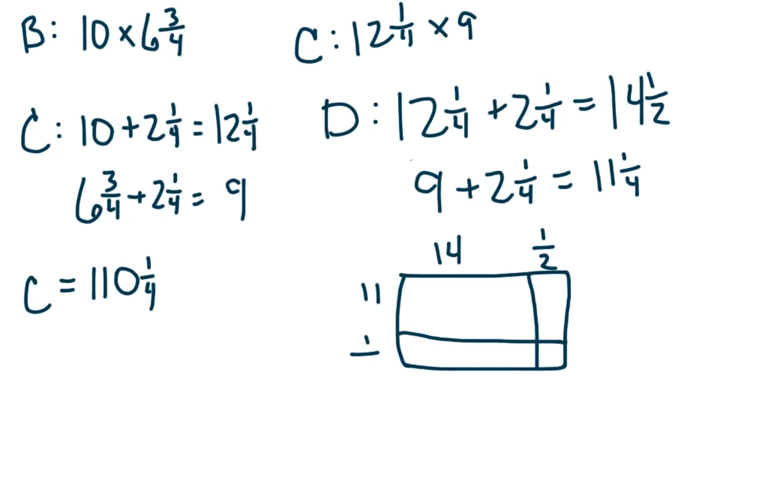 B: 10 × 6 3/4
C: 10 + 2 1/4 = 12 1/4
6 3/4 + 2 1/4 = 9
C = 110 1/4
C: 12 1/4 × 9
D: 12 1/4 + 2 1/4 = 14 1/2
9 + 2 1/4 = 11 1/4
14 1/2
11
1